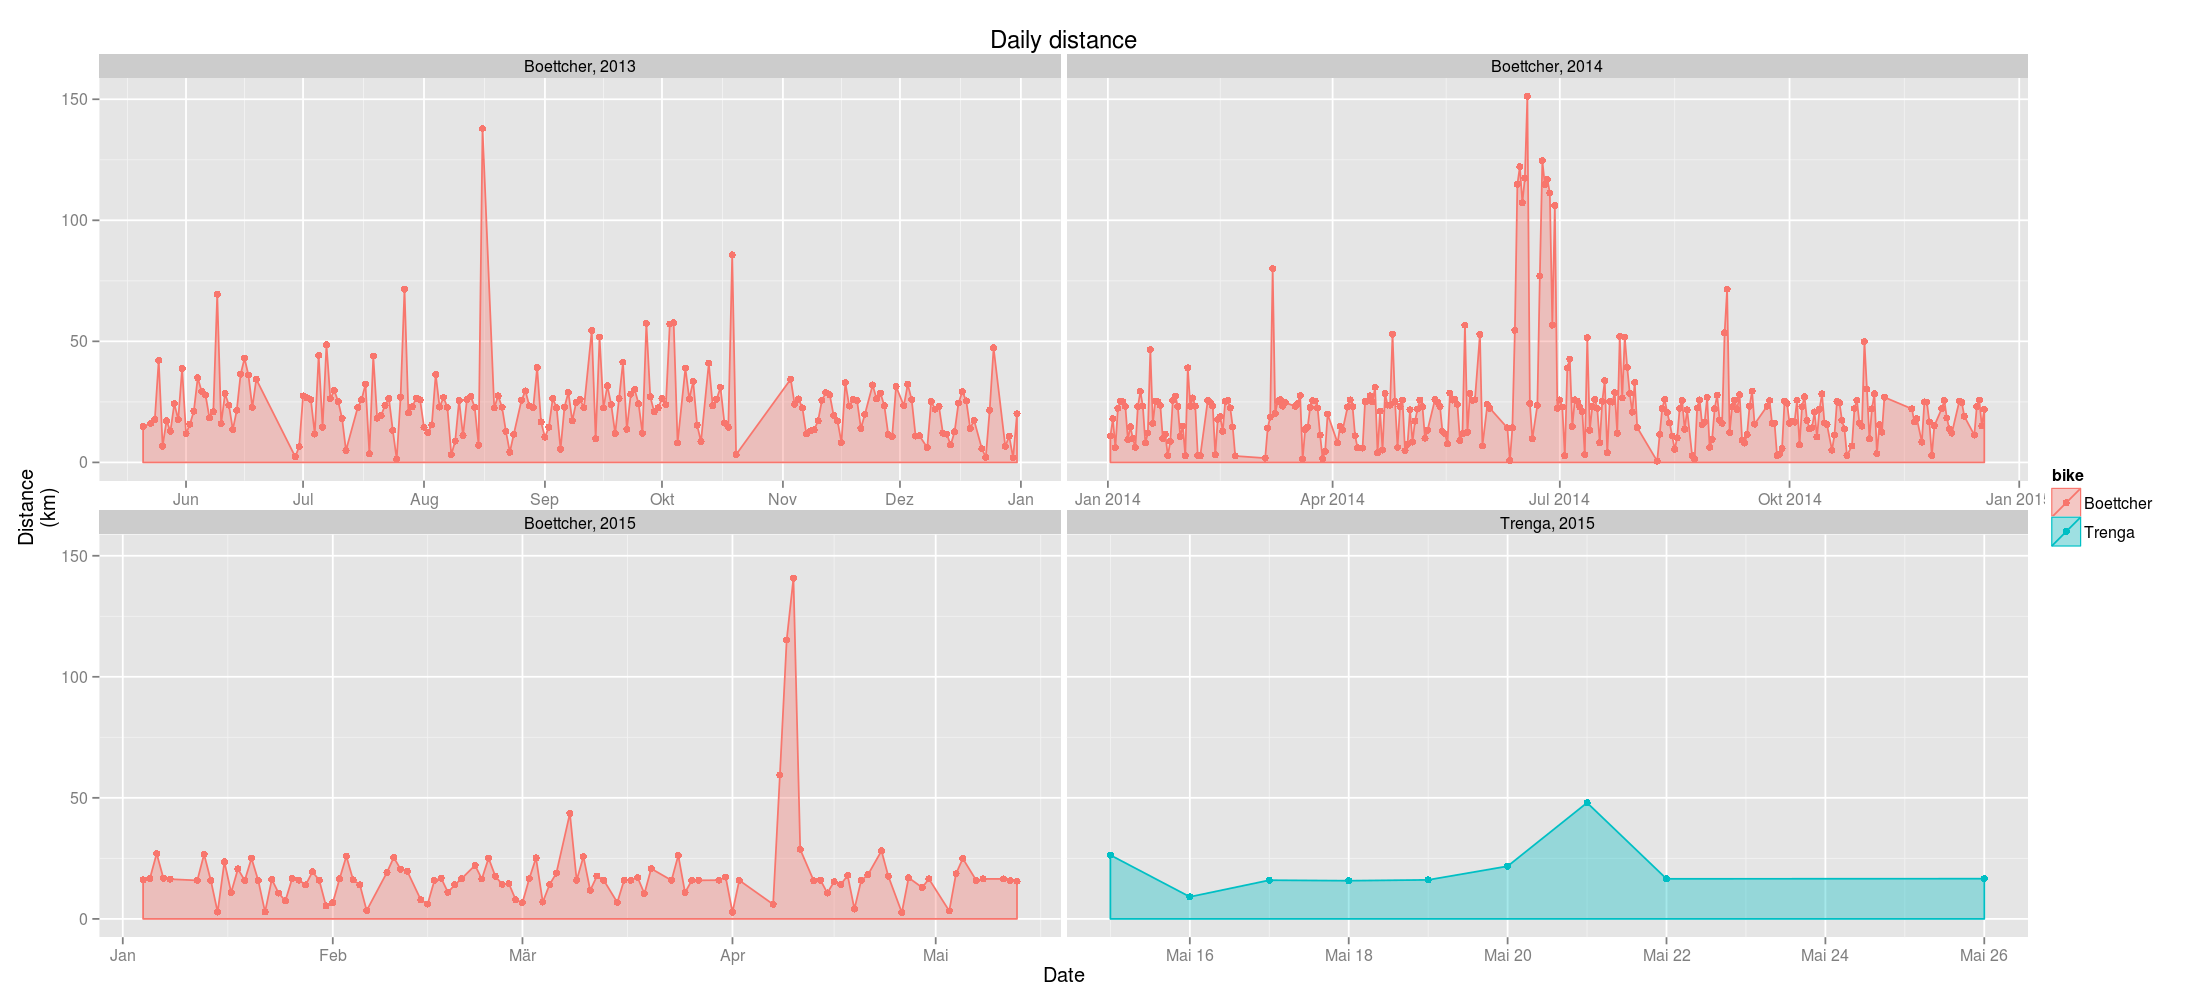 Daily distance
Boettcher, 2013
Boettcher, 2014
150
100
50
0
Jun Jul Aug Sep Okt Nov Dez Jan
Jan 2014 Apr 2014 Jul 2014 Okt 2014 Jan 201
Boettcher, 2015
Trenga, 2015
150
100
50
0
Jan Feb Mär Apr Mai
Mai 16 Mai 18 Mai 20 Mai 22 Mai 24 Mai 26
Distance
(km)
Date
bike
Boettcher
Trenga